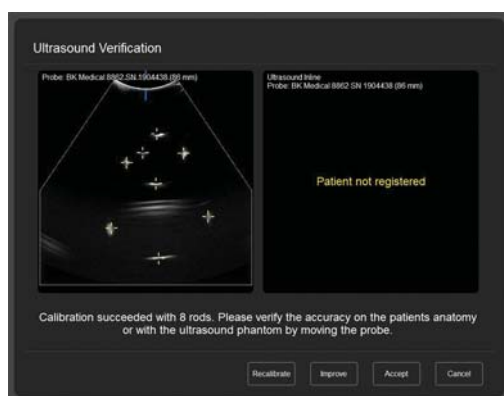 Ultrasound Verification
Probe: BK Medical 8862 SN 1904438 (86 mm)
Ultrasound Inline
Probe: BK Medical 8862 SN 1904438 (86 mm)
Patient not registered
Calibration succeeded with 8 rods. Please verify the accuracy on the patients anatomy
or with the ultrasound phantom by moving the probe.
Recalibrate Improve Accept Cancel